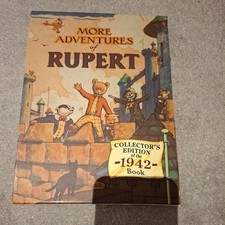 MORE
ADVENTURES
of
RUPERT
COLLECTOR'S
EDITION
of the
-1942-
Book